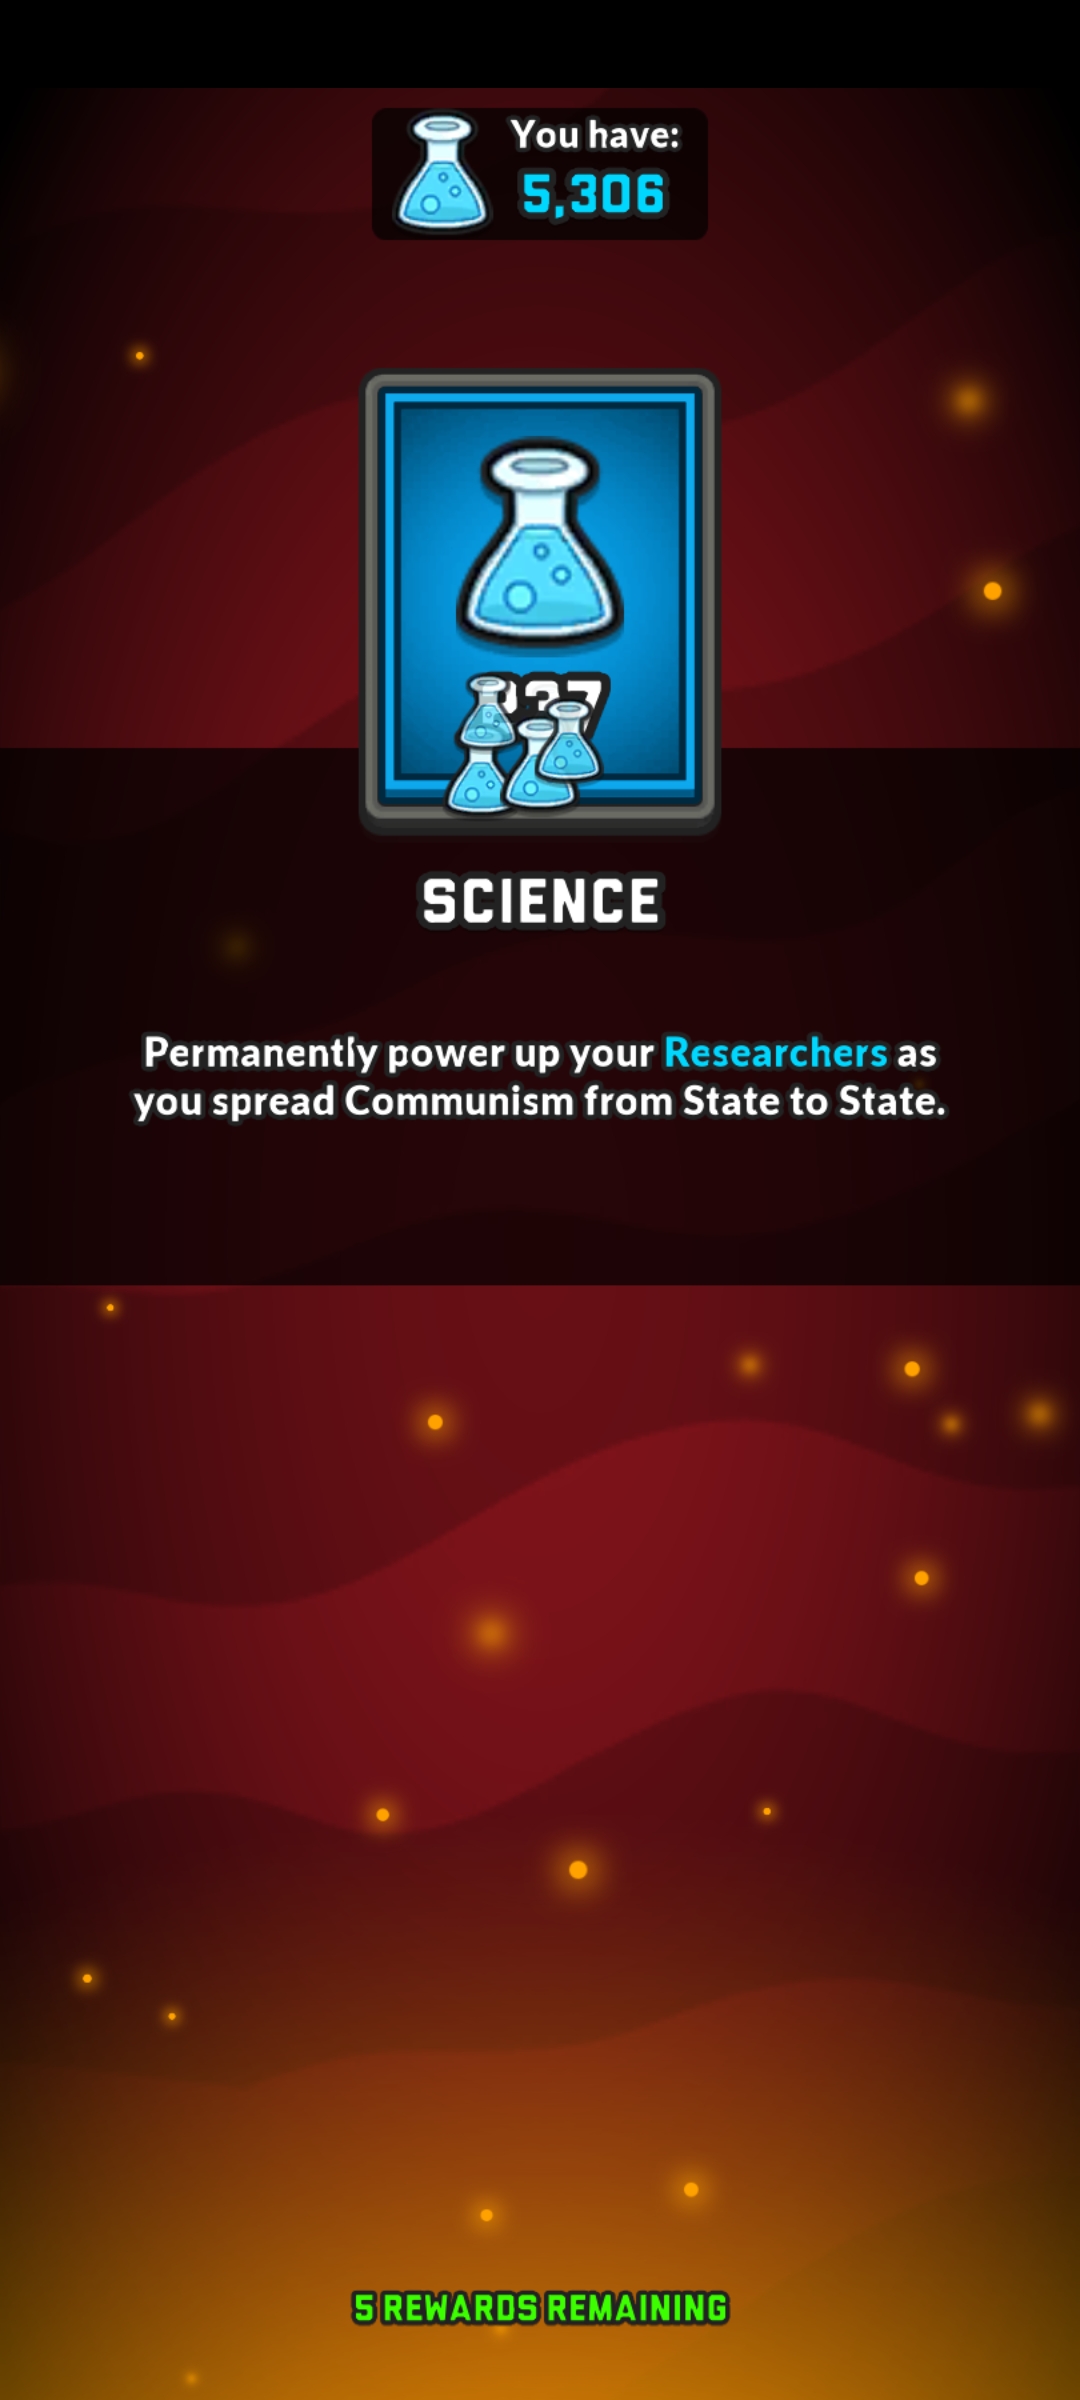 You have:
5,306
SCIENCE
Permanently power up your Researchers as
you spread Communism from State to State.
5 REWARDS REMAINING